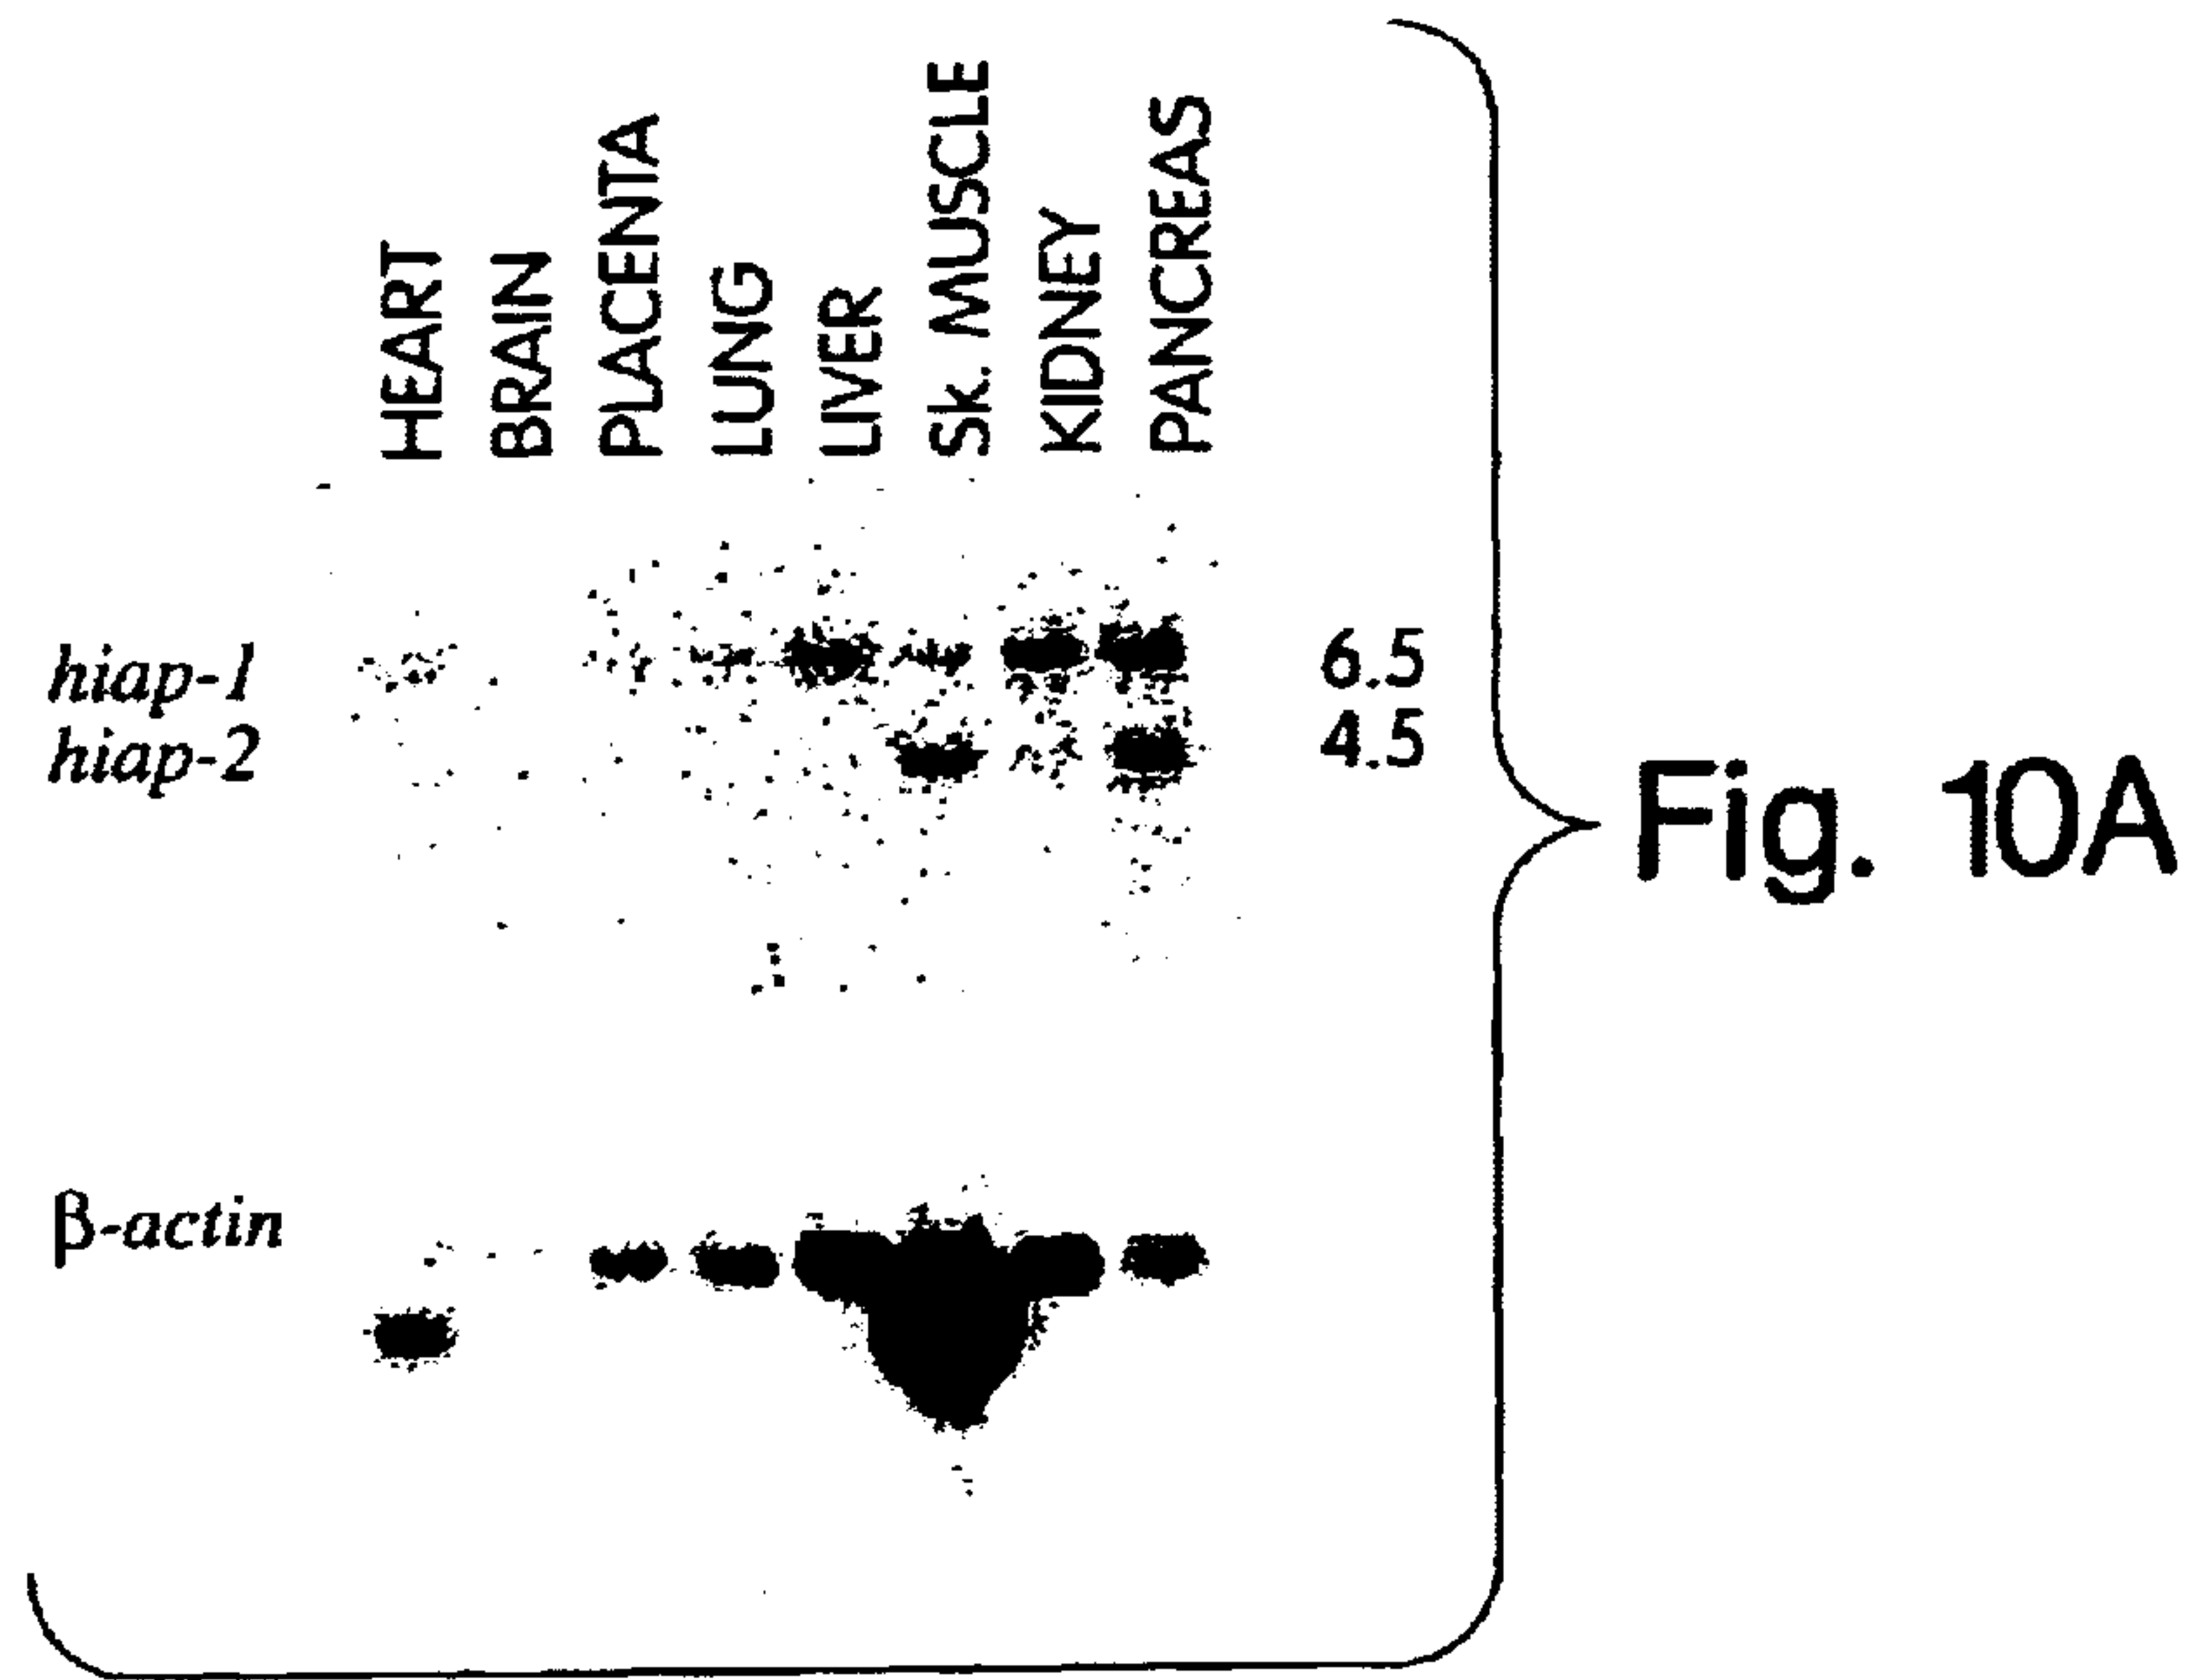 HEART
BRAIN
PLACENTA
LUNG
LIVER
SK. MUSCLE
KIDNEY
PANCREAS
hiap-1 6.5
hiap-2 4.5
β-actin
Fig. 10A